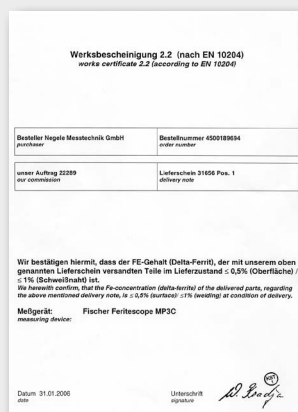 Werksbescheinigung 2.2 (nach EN 10204)
works certificate 2.2 (according to EN 10204)
Besteller Negele Messtechnik GmbH
purchaser
Bestellnummer 4500189694
order number
unser Auftrag 22289
our commission
Lieferschein 31656 Pos. 1
delivery note
Wir bestätigen hiermit, dass der FE-Gehalt (Delta-Ferrit), der mit unserem oben
genannten Lieferschein versandten Teile im Lieferzustand ≤ 0,5% (Oberfläche) /
≤ 1% (Schweißnaht) ist.
We herewith confirm, that the Fe-concentration (delta-ferrite) of the delivered parts, regarding
the above mentioned delivery note, is ≤ 0,5% (surface)/ ≤1% (welding) at condition of delivery.
Meßgerät: Fischer Feritescope MP3C
measuring device:
Datum 31.01.2006
date
Unterschrift
signature